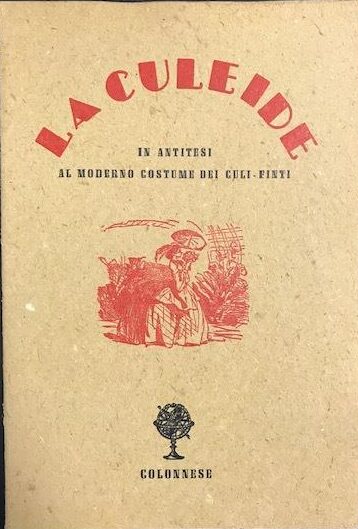 LA CULEIDE
IN ANTITESI
AL MODERNO COSTUME DEI CULI-FINTI
COLONNESE